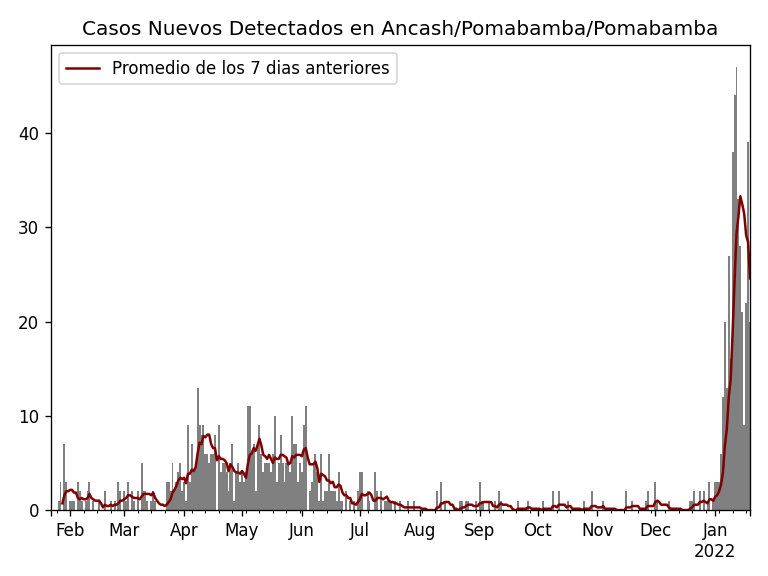 Casos Nuevos Detectados en Ancash/Pomabamba/Pomabamba
Promedio de los 7 dias anteriores
40
30
20
10
0
Feb Mar Apr May Jun Jul Aug Sep Oct Nov Dec Jan
2022